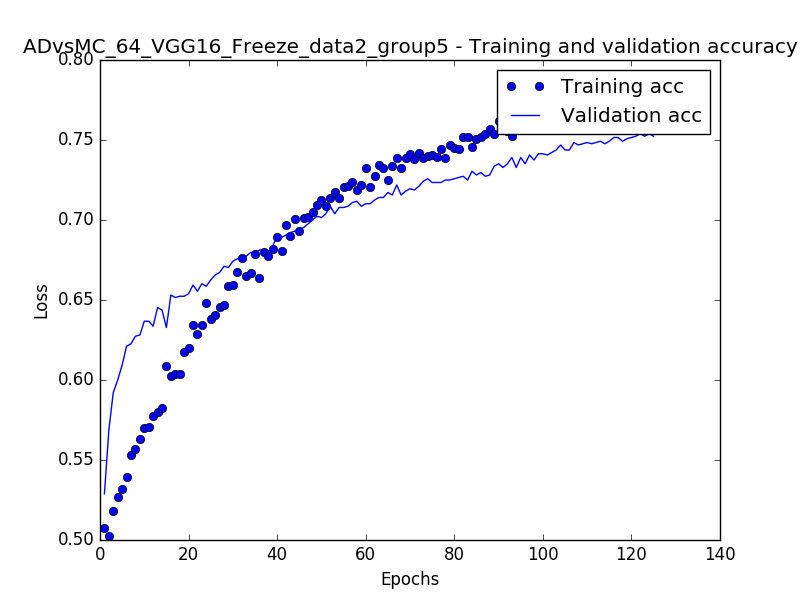 ADvsMC_64_VGG16_Freeze_data2_group5 - Training and validation accuracy
0.80
Training acc
Validation acc
0.75
0.70
0.65
Loss
0.60
0.55
0.50
0 20 40 60 80 100 120 140
Epochs